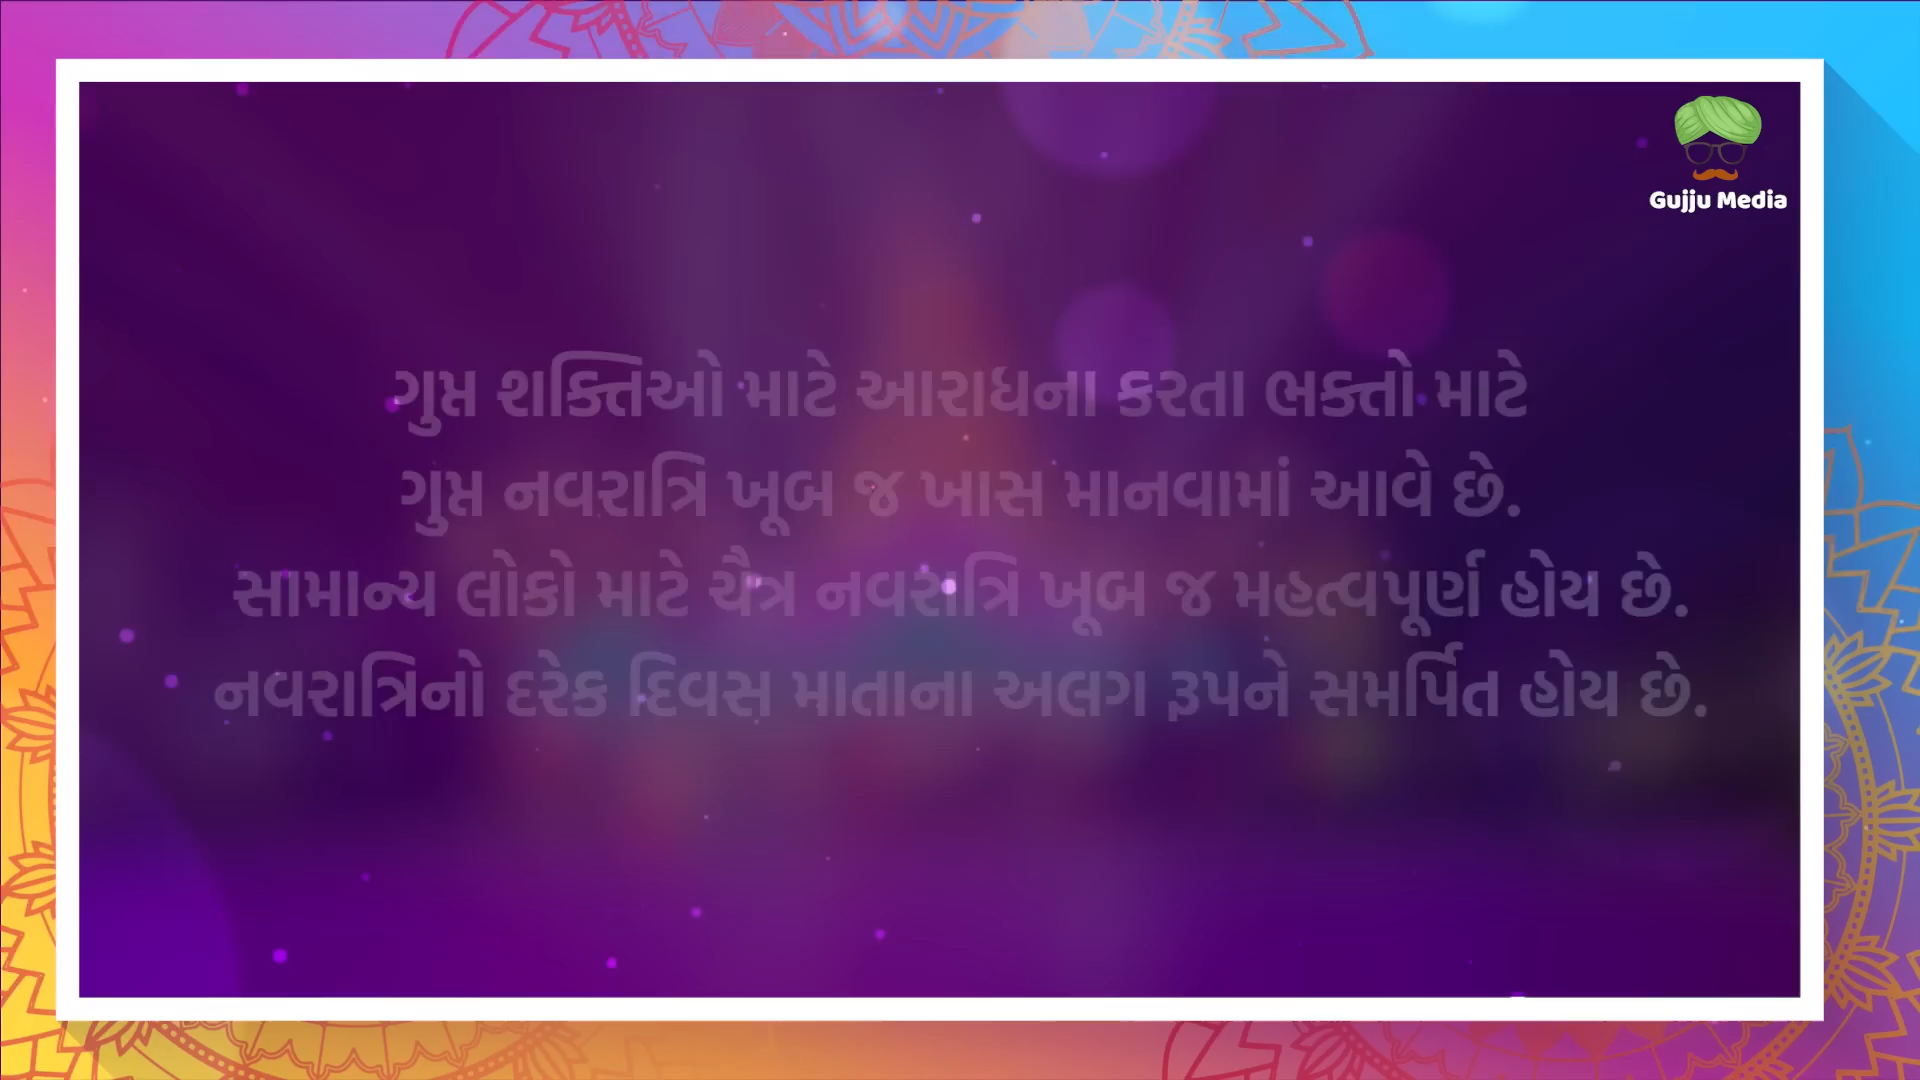 Gujju Media
ગુપ્ત શક્તિઓ માટે આરાધના કરતા ભક્તો માટે
ગુપ્ત નવરાત્રિ ખૂબ જ ખાસ માનવામાં આવે છે.
સામાન્ય લોકો માટે ચૈત્ર નવરાત્રિ ખૂબ જ મહત્વપૂર્ણ હોય છે.
નવરાત્રિનો દરેક દિવસ માતાના અલગ રૂપને સમર્પિત હોય છે.